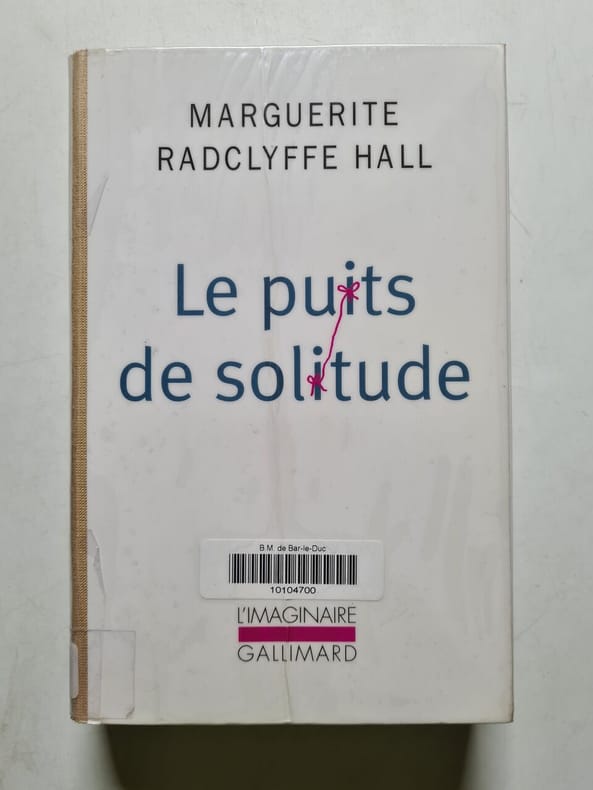 MARGUERITE
RADCLYFFE HALL
Le puits
de solitude
B.M. de Bar-le-Duc
10104700
L'IMAGINAIRE
GALLIMARD